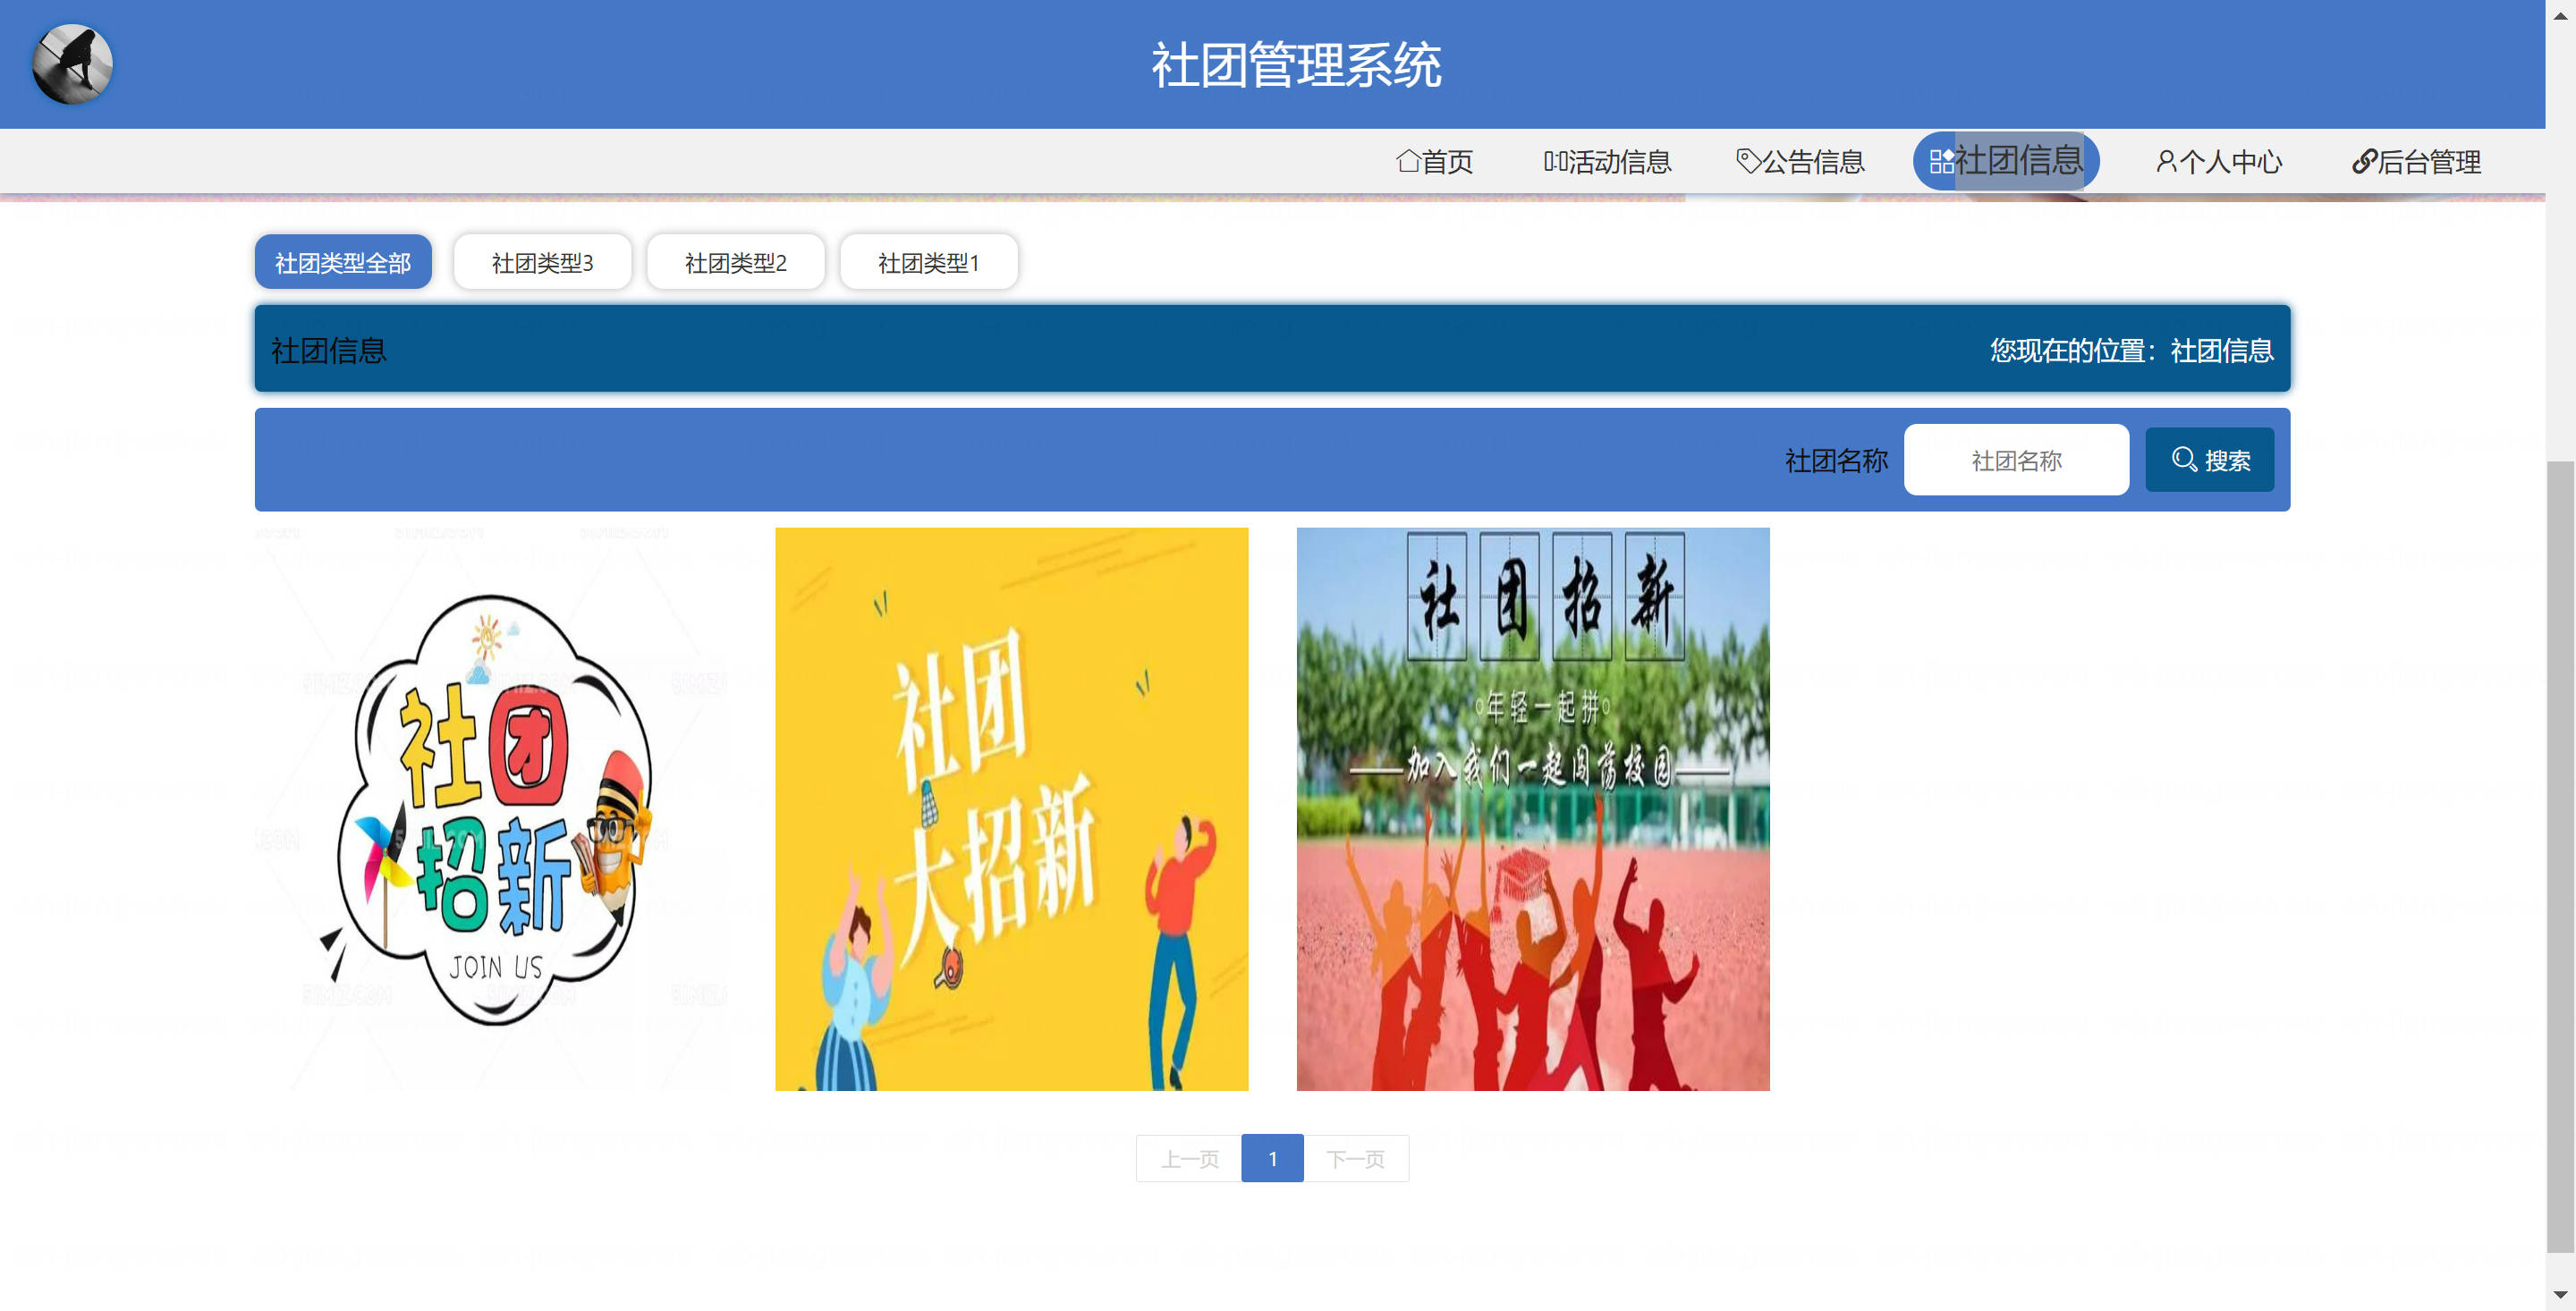 社团管理系统
首页 活动信息 公告信息 社团信息 个人中心 后台管理
社团类型全部 社团类型3 社团类型2 社团类型1
社团信息 您现在的位置：社团信息
社团名称 社团名称 搜索
社团
招新
JOIN US
社团
大招新
社团招新
年轻一起拼
加入我们一起闯荡校园
上一页 1 下一页